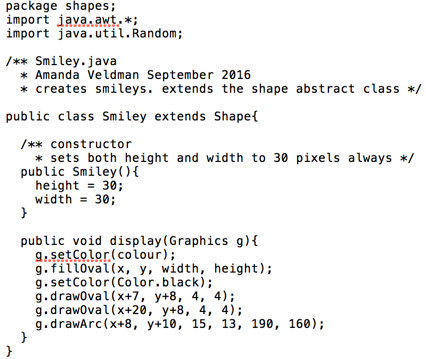 package shapes;
import java.awt.*;
import java.util.Random;
/** Smiley.java
* Amanda Veldman September 2016
* creates smileys. extends the shape abstract class */
public class Smiley extends Shape{
/** constructor
* sets both height and width to 30 pixels always */
public Smiley(){
height = 30;
width = 30;
}
public void display(Graphics g){
g.setColor(colour);
g.fillOval(x, y, width, height);
g.setColor(Color.black);
g.drawOval(x+7, y+8, 4, 4);
g.drawOval(x+20, y+8, 4, 4);
g.drawArc(x+8, y+10, 15, 13, 190, 160);
}
}